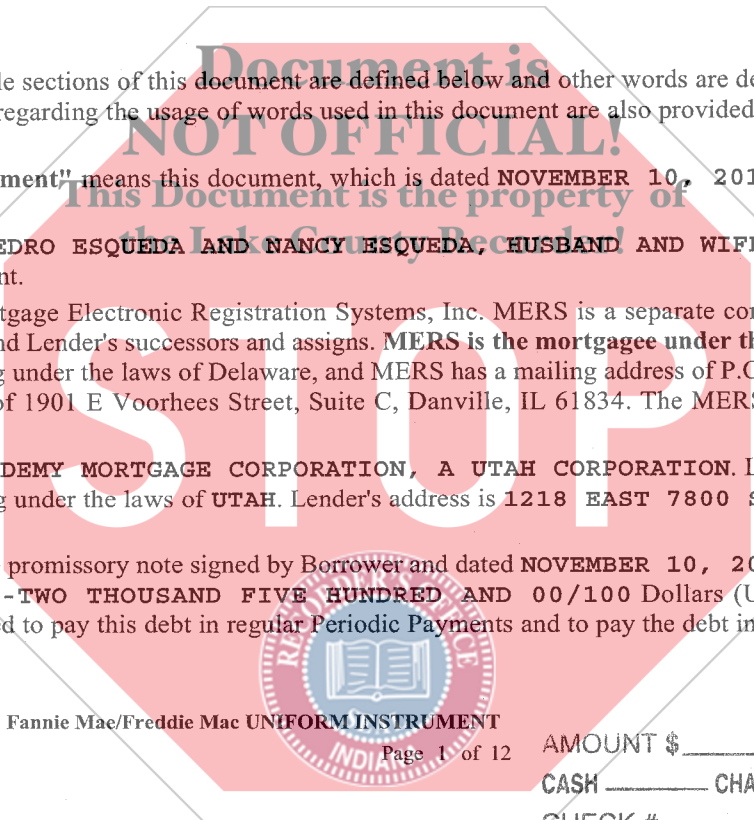 Document is
le sections of this document are defined below and other words are de
regarding the usage of words used in this document are also provided
NOT OFFICIAL!
ment" means this document, which is dated NOVEMBER 10, 201
This Document is the property of
EDRO ESQUEDA AND NANCY ESQUEDA, HUSBAND AND WIFE
the Lake County Recorder!
nt.
tgage Electronic Registration Systems, Inc. MERS is a separate cor
nd Lender's successors and assigns. MERS is the mortgagee under th
g under the laws of Delaware, and MERS has a mailing address of P.O
of 1901 E Voorhees Street, Suite C, Danville, IL 61834. The MERS
STOP
DEMY MORTGAGE CORPORATION, A UTAH CORPORATION. L
g under the laws of UTAH. Lender's address is 1218 EAST 7800 S
promissory note signed by Borrower and dated NOVEMBER 10, 20
-TWO THOUSAND FIVE HUNDRED AND 00/100 Dollars (U
d to pay this debt in regular Periodic Payments and to pay the debt in
RECORDER'S OFFICE
SEAL
INDIANA
Fannie Mae/Freddie Mac UNIFORM INSTRUMENT
Page 1 of 12
AMOUNT $
CASH CHA
CHECK #